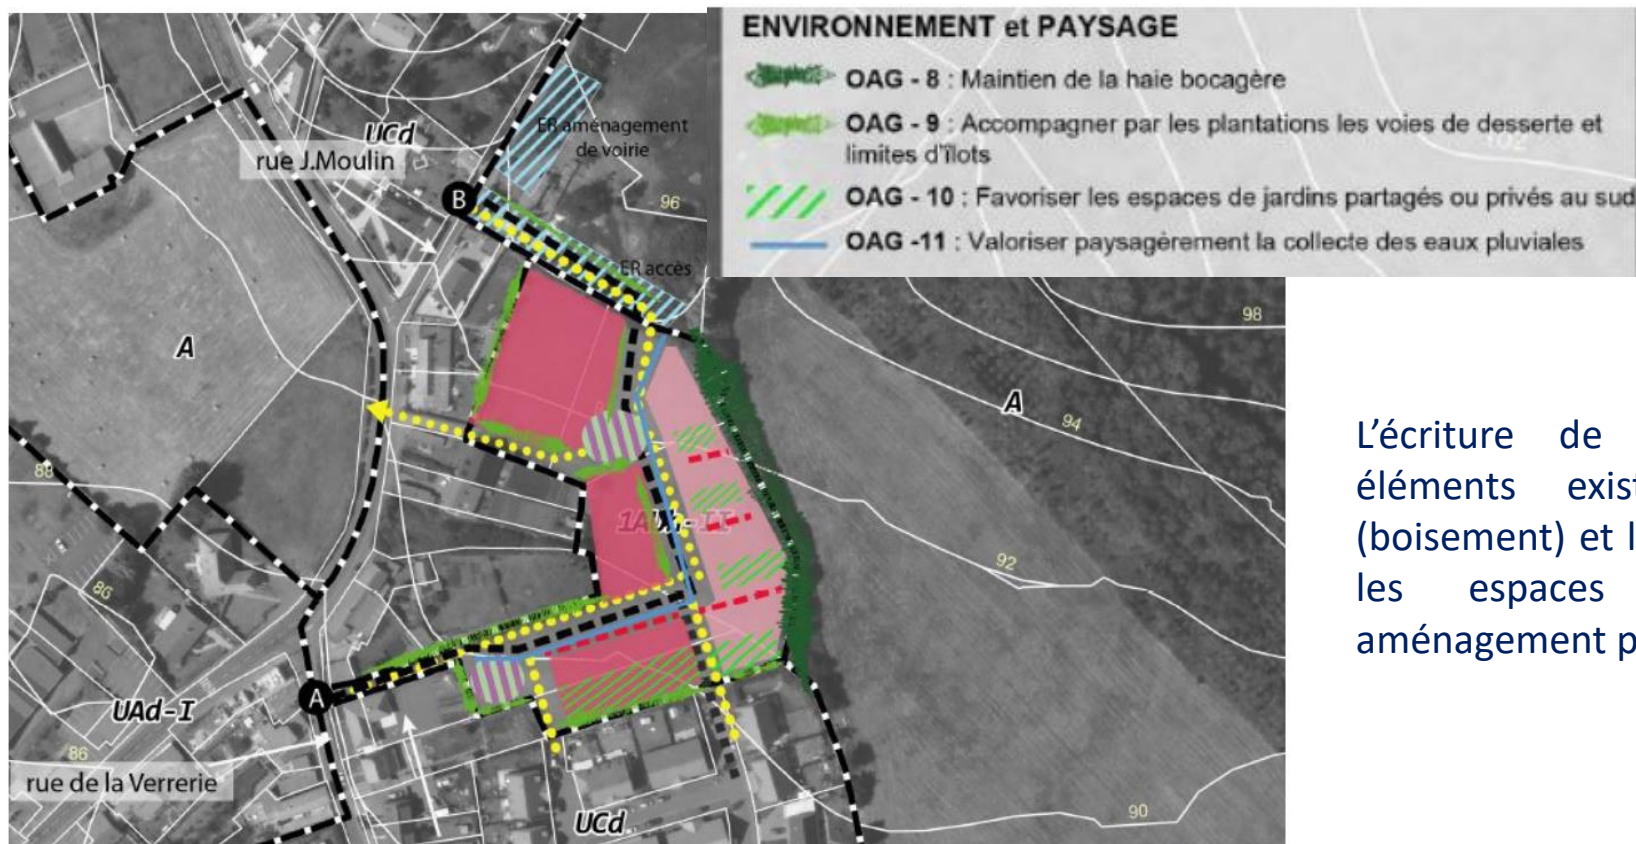 ENVIRONNEMENT et PAYSAGE
OAG - 8 : Maintien de la haie bocagère
OAG - 9 : Accompagner par les plantations les voies de desserte et
limites d'îlots
OAG - 10 : Favoriser les espaces de jardins partagés ou privés au sud
OAG -11 : Valoriser paysagèrement la collecte des eaux pluviales
102
UCd
rue J.Moulin
ER aménagement
de voirie
B
96
ER accès
98
A
A
94
88
92
86
L'écriture de
éléments exist
(boisement) et l
les espaces
aménagement p
A
UAd-I
86
rue de la Verrerie
UCd
90